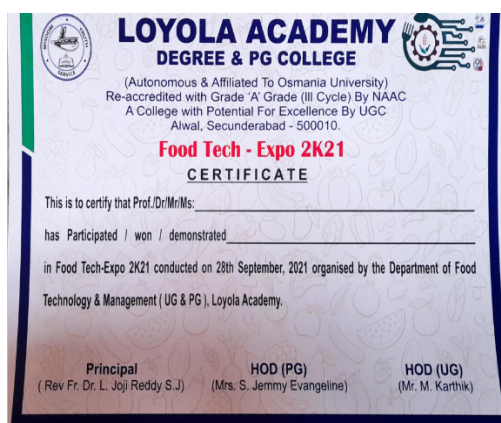 LOYOLA ACADEMY
DEGREE & PG COLLEGE
(Autonomous & Affiliated To Osmania University)
Re-accredited with Grade 'A' Grade (III Cycle) By NAAC
A College with Potential For Excellence By UGC
Alwal, Secunderabad - 500010.
Food Tech - Expo 2K21
CERTIFICATE
This is to certify that Prof./Dr/Mr/Ms:
has Participated / won / demonstrated
in Food Tech-Expo 2K21 conducted on 28th September, 2021 organised by the Department of Food
Technology & Management ( UG & PG ), Loyola Academy.
Principal HOD (PG) HOD (UG)
( Rev Fr. Dr. L. Joji Reddy S.J) (Mrs. S. Jemmy Evangeline) (Mr. M. Karthik)